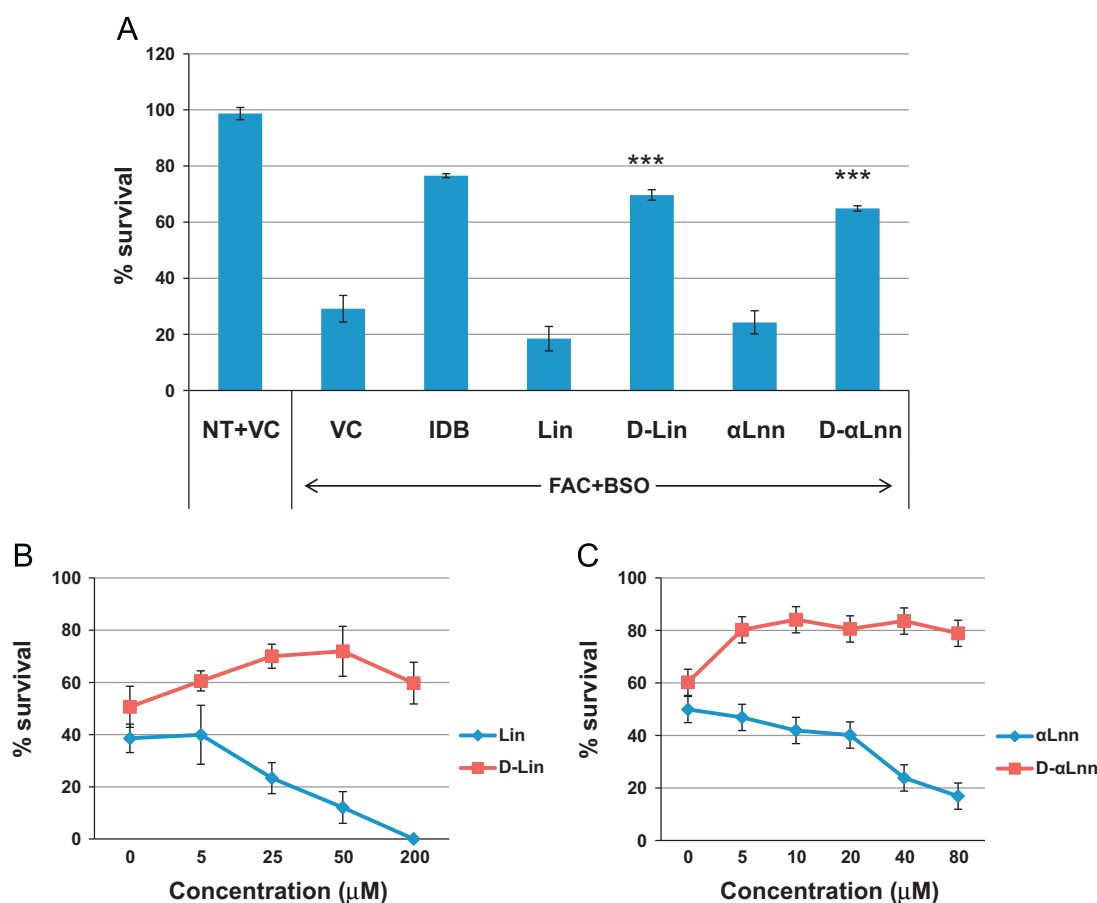 A
% survival
120
100
80
60
40
20
0
*** ***
NT+VC VC IDB Lin D-Lin αLnn D-αLnn
FAC+BSO
B
% survival
100
80
60
40
20
0
0 5 25 50 200
Concentration (μM)
Lin
D-Lin
C
% survival
100
80
60
40
20
0
0 5 10 20 40 80
Concentration (μM)
αLnn
D-αLnn